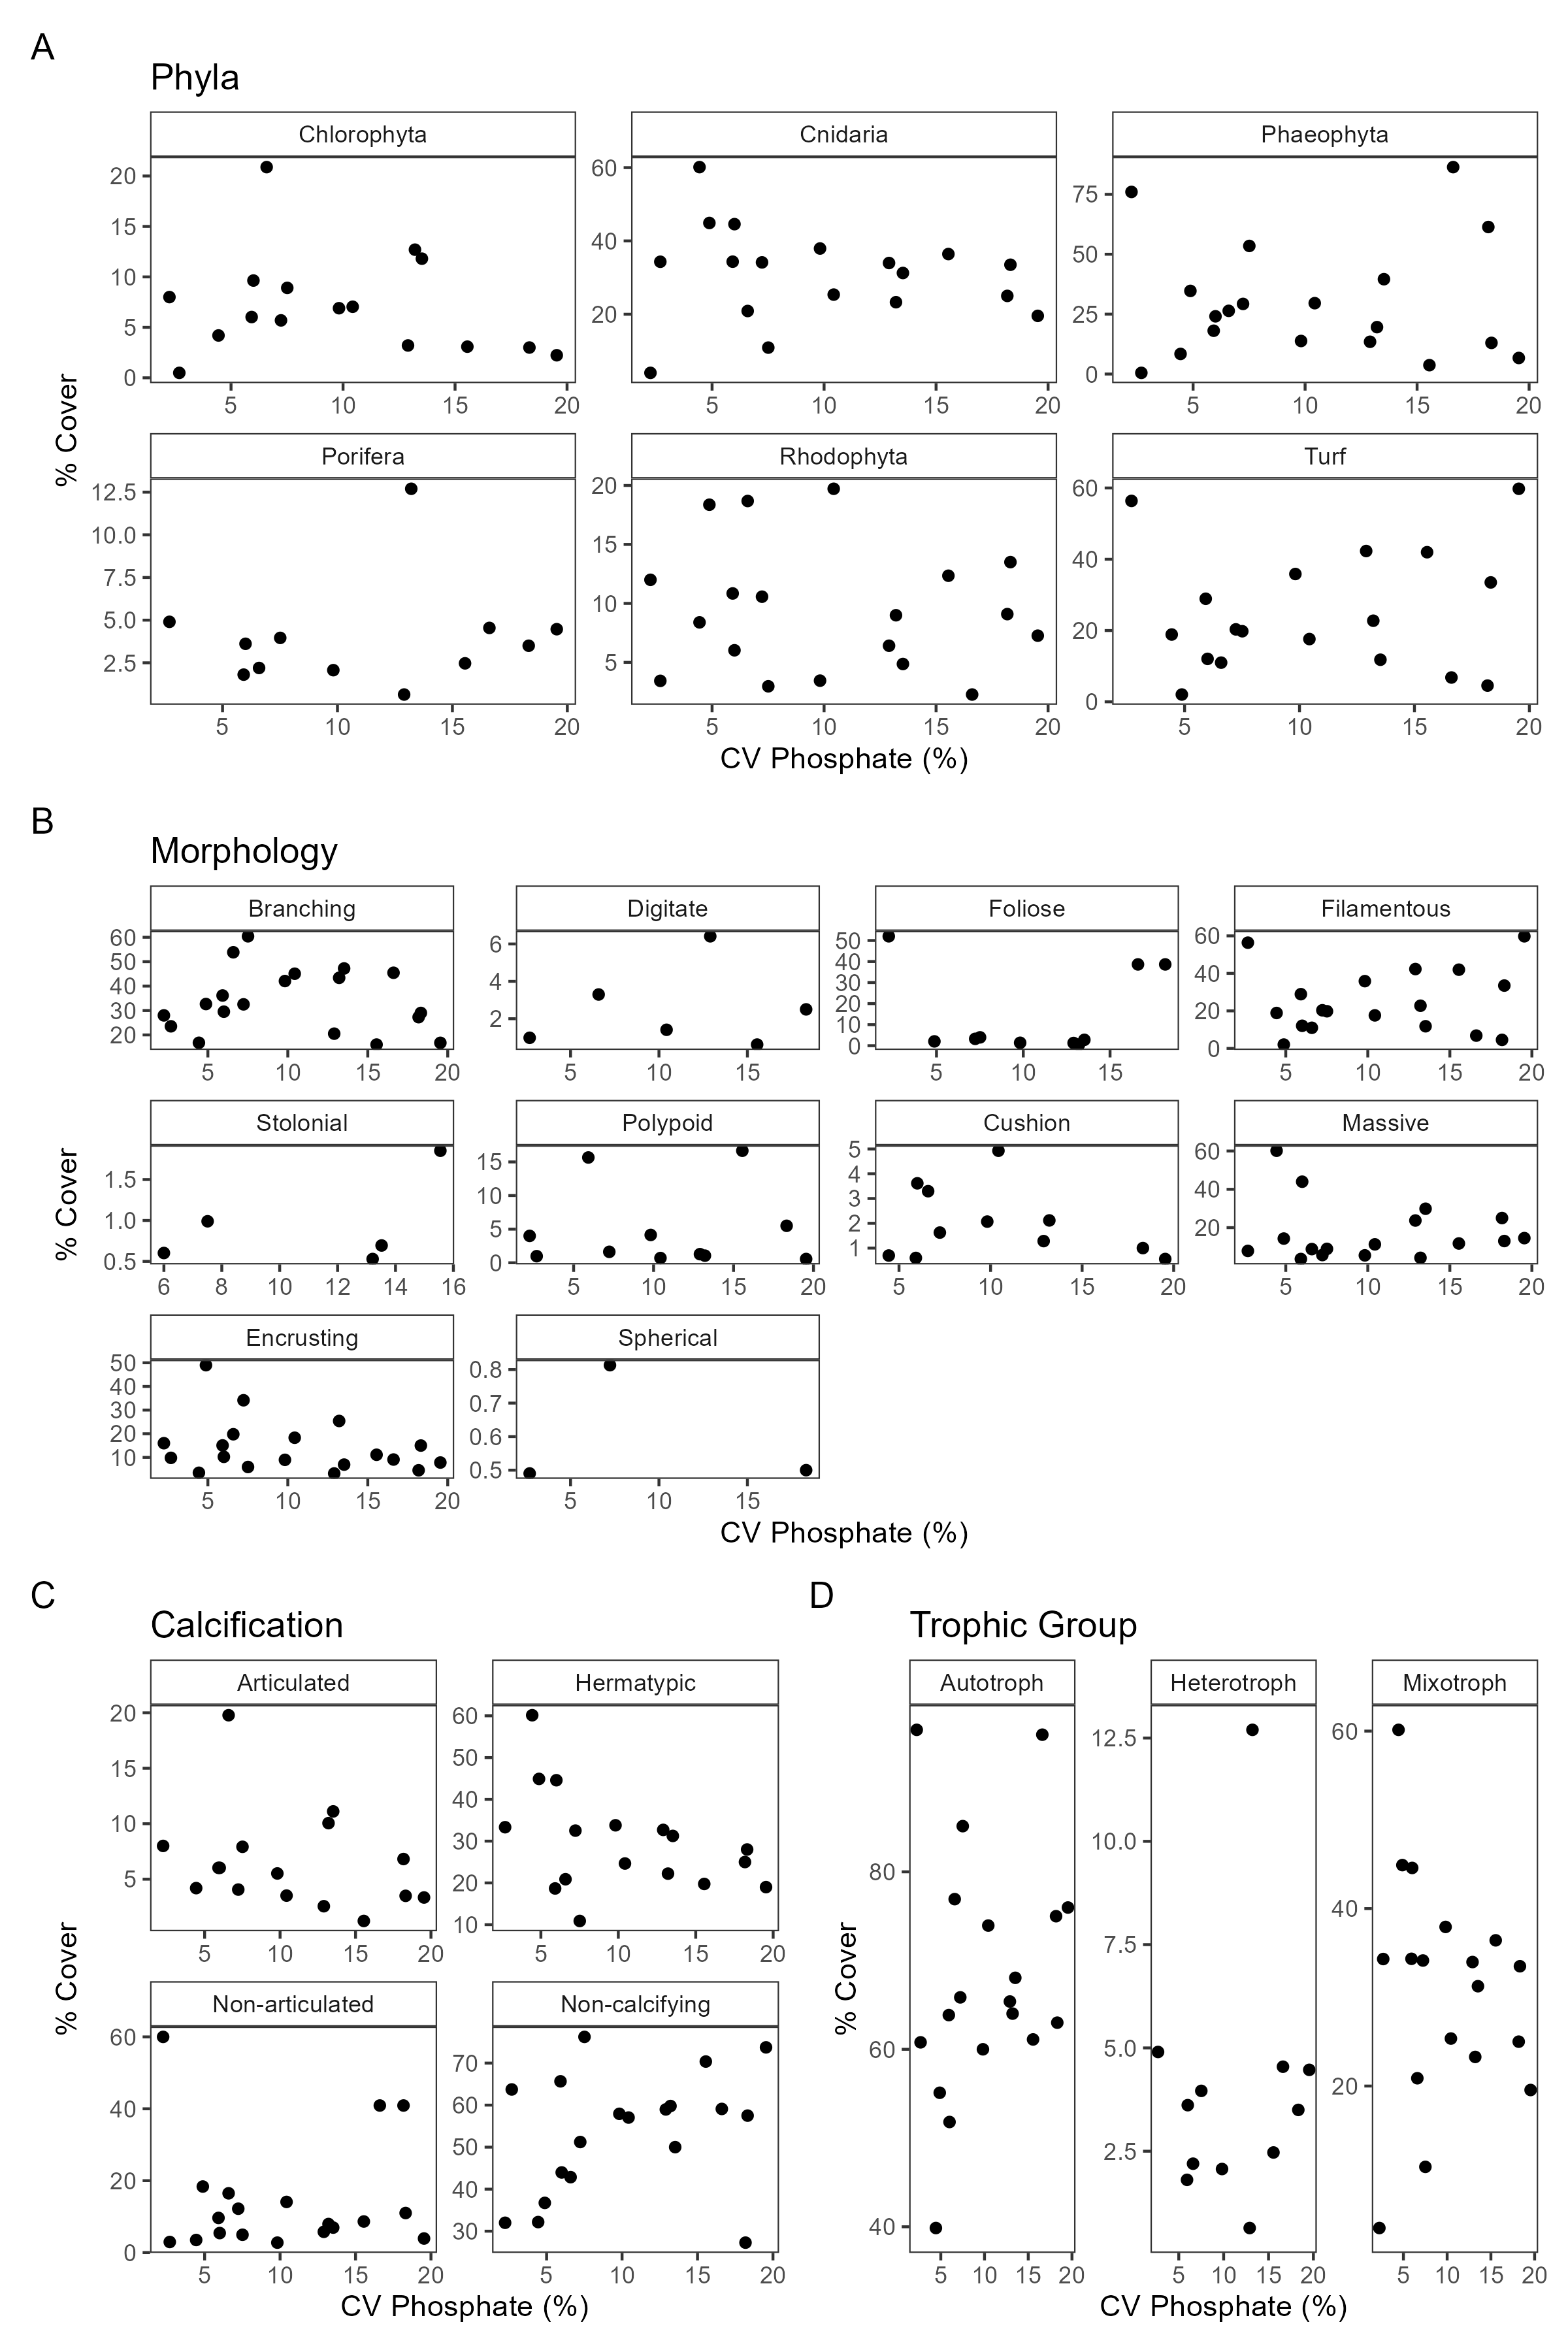 A
Phyla
Chlorophyta Cnidaria Phaeophyta
20 15 10 5 0
60 40 20
75 50 25 0
5 10 15 20 5 10 15 20 5 10 15 20
% Cover
Porifera Rhodophyta Turf
12.5 10.0 7.5 5.0 2.5
20 15 10 5
60 40 20 0
5 10 15 20 5 10 15 20 5 10 15 20
CV Phosphate (%)
B
Morphology
Branching Digitate Foliose Filamentous
60 50 40 30 20
6 4 2
50 40 30 20 10 0
60 40 20 0
5 10 15 20 5 10 15 5 10 15 5 10 15 20
% Cover
Stolonial Polypoid Cushion Massive
1.5 1.0 0.5
15 10 5 0
5 4 3 2 1
60 40 20
6 8 10 12 14 16 5 10 15 20 5 10 15 20 5 10 15 20
Encrusting Spherical
50 40 30 20 10
0.8 0.7 0.6 0.5
5 10 15 20 5 10 15
CV Phosphate (%)
C
Calcification
Articulated Hermatypic
20 15 10 5
60 50 40 30 20 10
5 10 15 20 5 10 15 20
% Cover
Non-articulated Non-calcifying
60 40 20 0
70 60 50 40 30
5 10 15 20 5 10 15 20
CV Phosphate (%)
D
Trophic Group
Autotroph Heterotroph Mixotroph
% Cover
80 60 40
12.5 10.0 7.5 5.0 2.5
60 40 20
5 10 15 20 5 10 15 20 5 10 15 20
CV Phosphate (%)